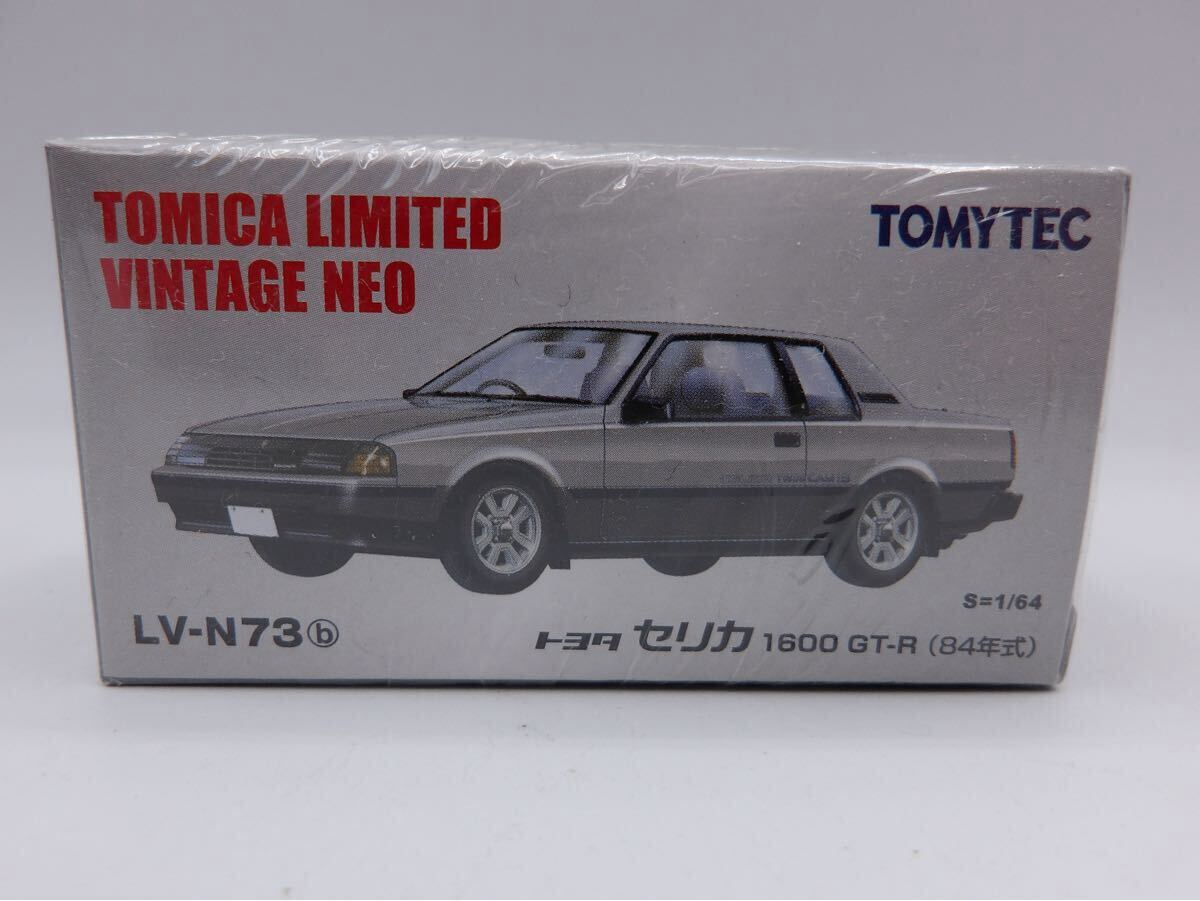 TOMICA LIMITED
VINTAGE NEO
TOMYTEC
S=1/64
LV-N73ⓑ
トヨタ セリカ 1600 GT-R (84年式)